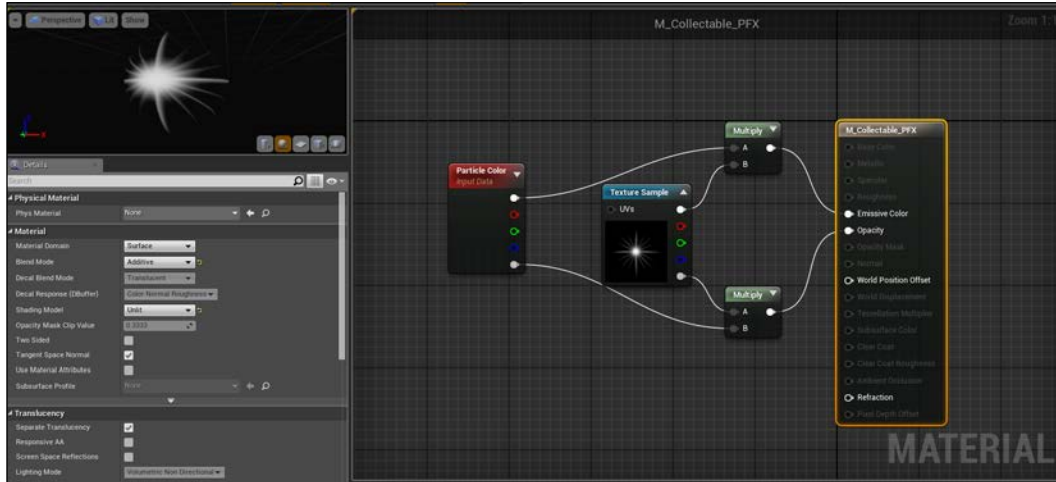 Perspective Lit Show
Details
Search
Physical Material
Phys Material None
Material
Material Domain Surface
Blend Mode Additive
Decal Blend Mode Translucent
Decal Response (DBuffer) Color Normal Roughness
Shading Model Unlit
Opacity Mask Clip Value 0.3333
Two Sided
Tangent Space Normal
Use Material Attributes
Subsurface Profile None
Translucency
Separate Translucency
Responsive AA
Screen Space Reflections
Lighting Mode Volumetric Non Directional
M_Collectable_PFX
Zoom 1:1
Particle Color
Input Data
Texture Sample
UVs
Multiply
A
B
Multiply
A
B
M_Collectable_PFX
Base Color
Metallic
Specular
Roughness
Emissive Color
Opacity
Opacity Mask
Normal
World Position Offset
World Displacement
Tessellation Multiplier
Subsurface Color
Clear Coat
Clear Coat Roughness
Ambient Occlusion
Refraction
Pixel Depth Offset
MATERIAL